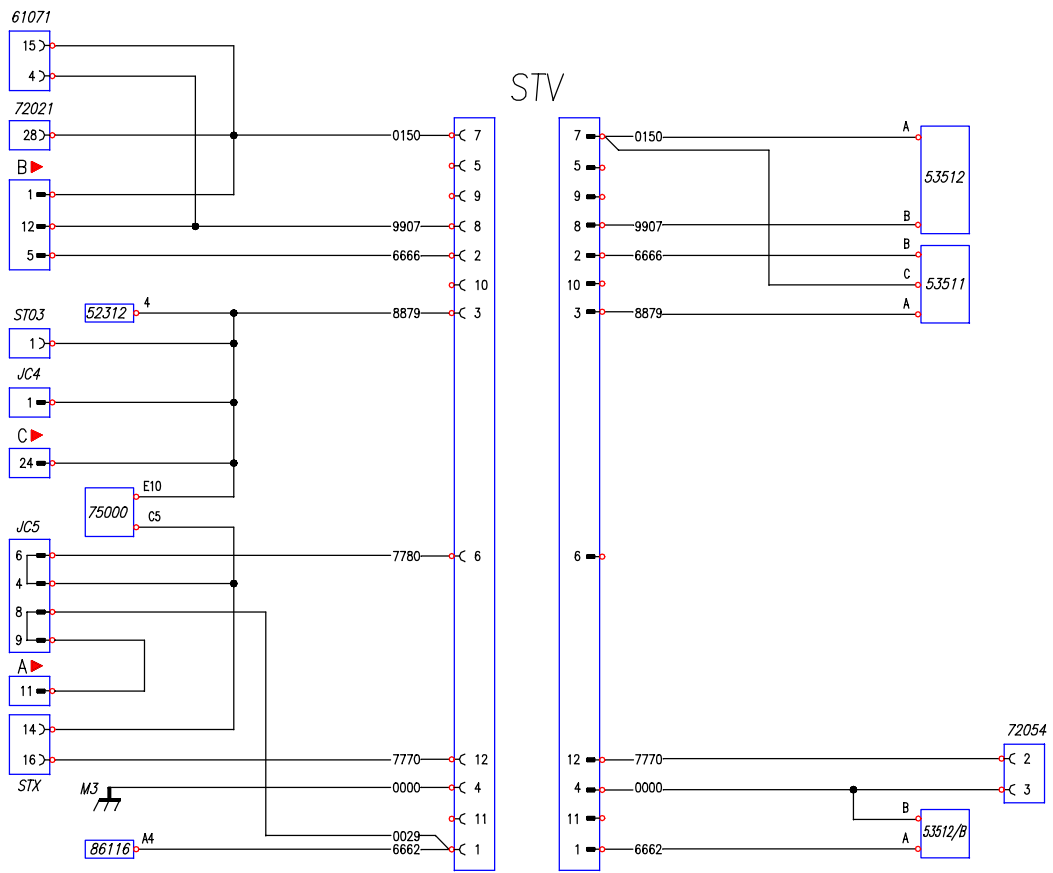 61071
15
4
72021
28
B
1
12
5
52312 4
ST03
1
JC4
1
C
24
75000 E10
C5
JC5
6
4
8
9
A
11
14
16
STX
M3
86116 A4
STV
0150 7
5
9
9907 8
6666 2
10
8879 3
7780 6
7770 12
0000 4
11
0029
6662 1
7 0150 A
5
9
8 9907 B
53512
2 6666 B
10 C
3 8879 A
53511
6
72054
12 7770 2
4 0000 3
11 B
1 6662 A
53512/B